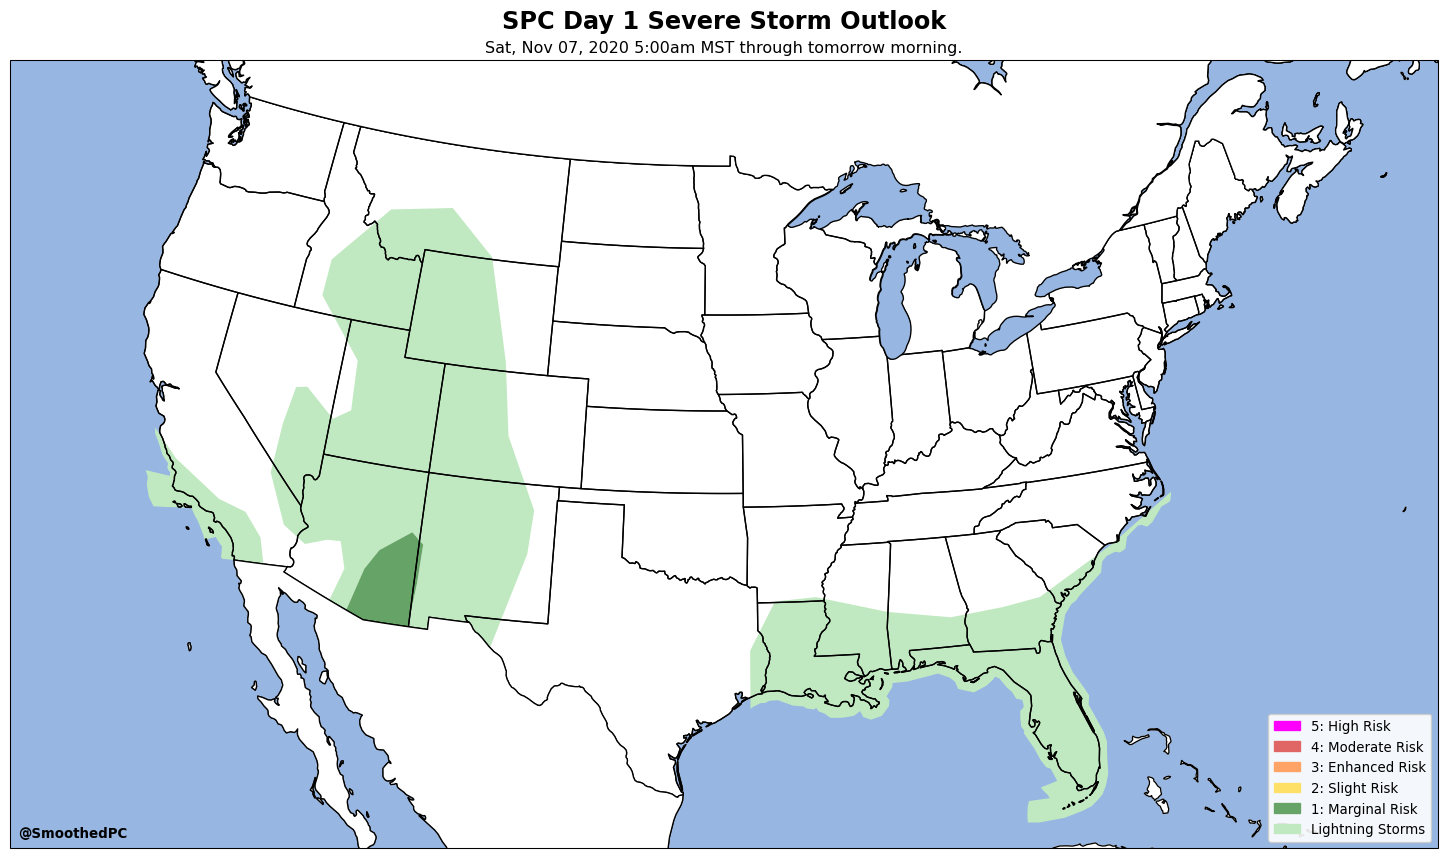 SPC Day 1 Severe Storm Outlook
Sat, Nov 07, 2020 5:00am MST through tomorrow morning.
5: High Risk
4: Moderate Risk
3: Enhanced Risk
2: Slight Risk
1: Marginal Risk
Lightning Storms
@SmoothedPC